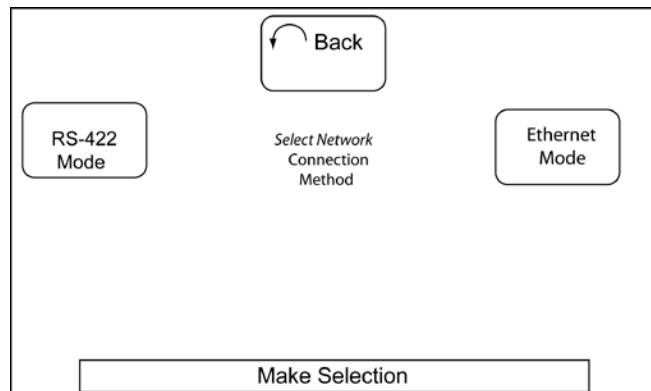 Back
RS-422
Mode
Select Network
Connection
Method
Ethernet
Mode
Make Selection